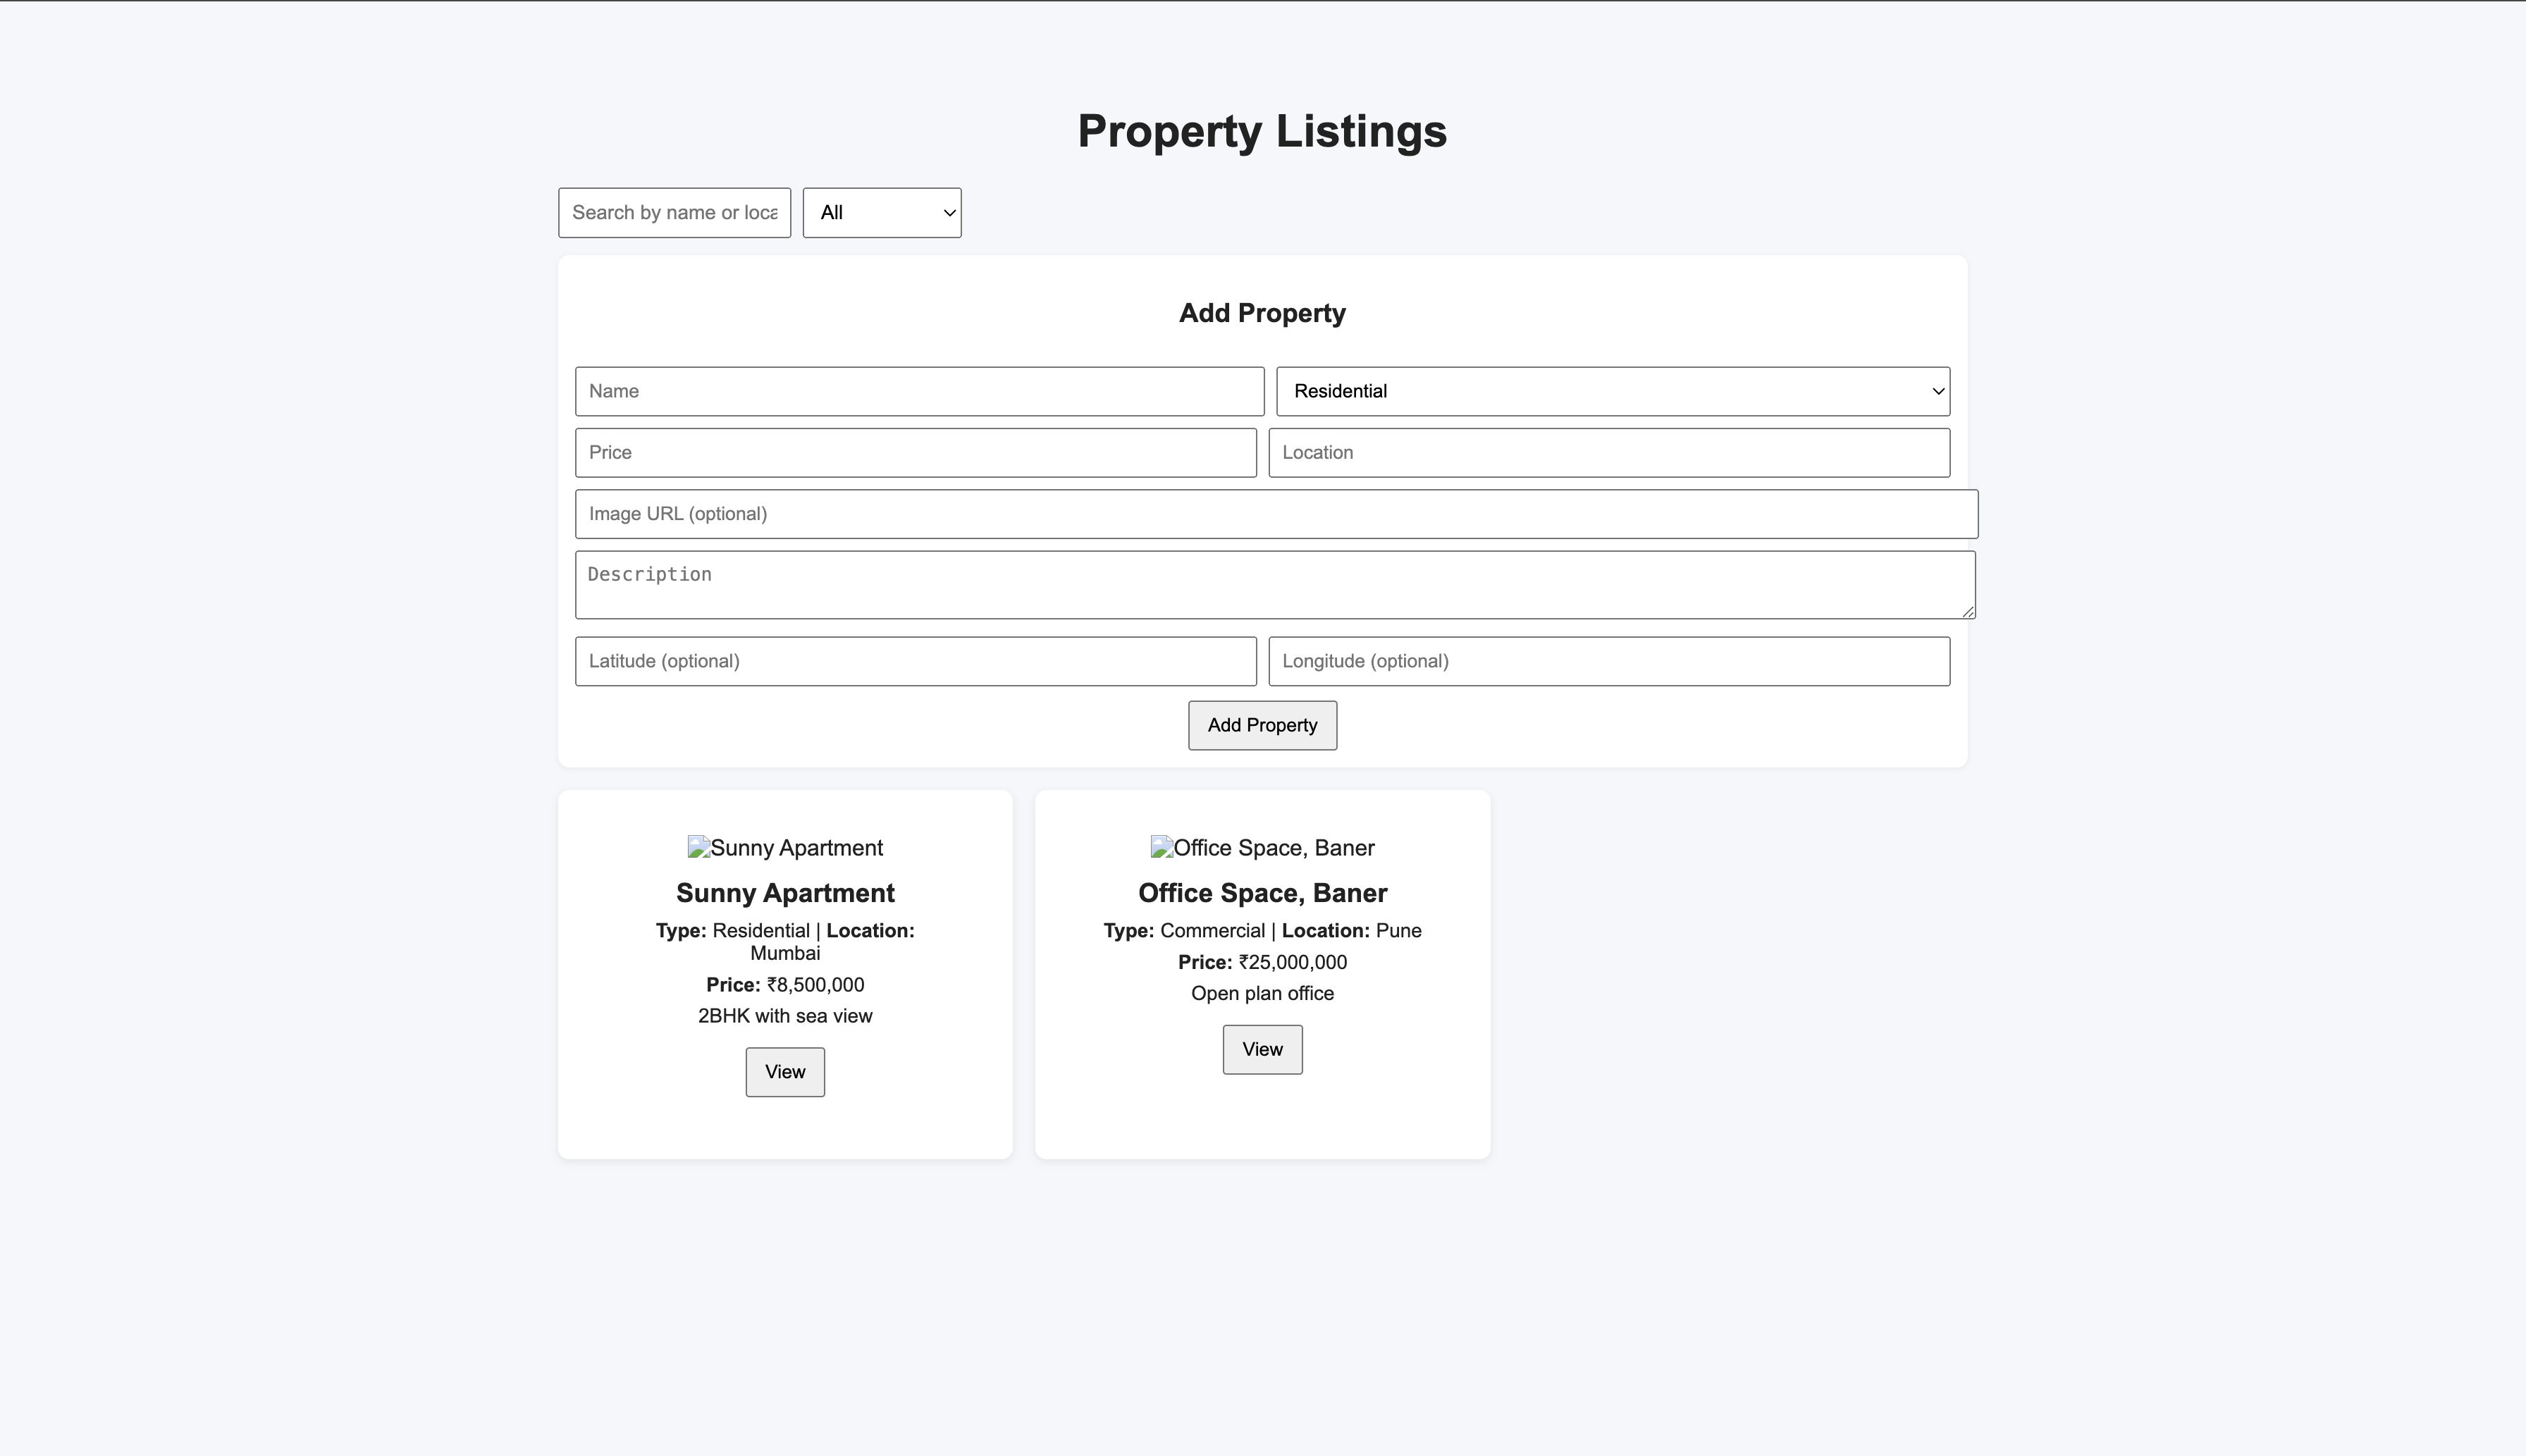 Property Listings
Search by name or loca
All
Add Property
Name
Residential
Price
Location
Image URL (optional)
Description
Latitude (optional)
Longitude (optional)
Add Property
Sunny Apartment
Sunny Apartment
Type: Residential | Location:
Mumbai
Price: ₹8,500,000
2BHK with sea view
View
Office Space, Baner
Office Space, Baner
Type: Commercial | Location: Pune
Price: ₹25,000,000
Open plan office
View